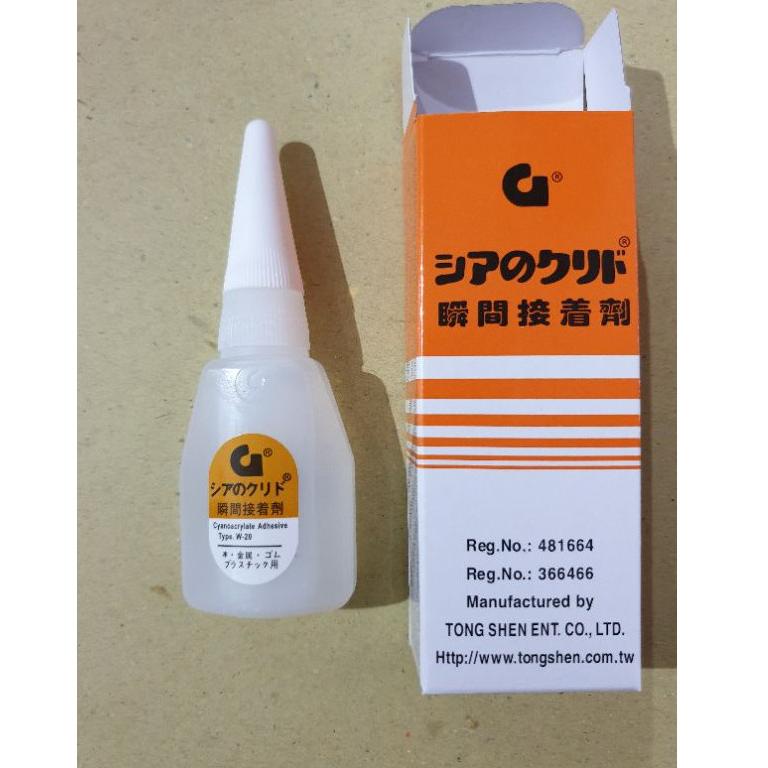 G®
シアのクリド®
瞬間接着劑
Cyanoacrylate Adhesive
Type. W-20
木・金属・ゴム
プラスチック用
G®
シアのクリド®
瞬間接着劑
Reg.No.: 481664
Reg.No.: 366466
Manufactured by
TONG SHEN ENT. CO., LTD.
Http://www.tongshen.com.tw